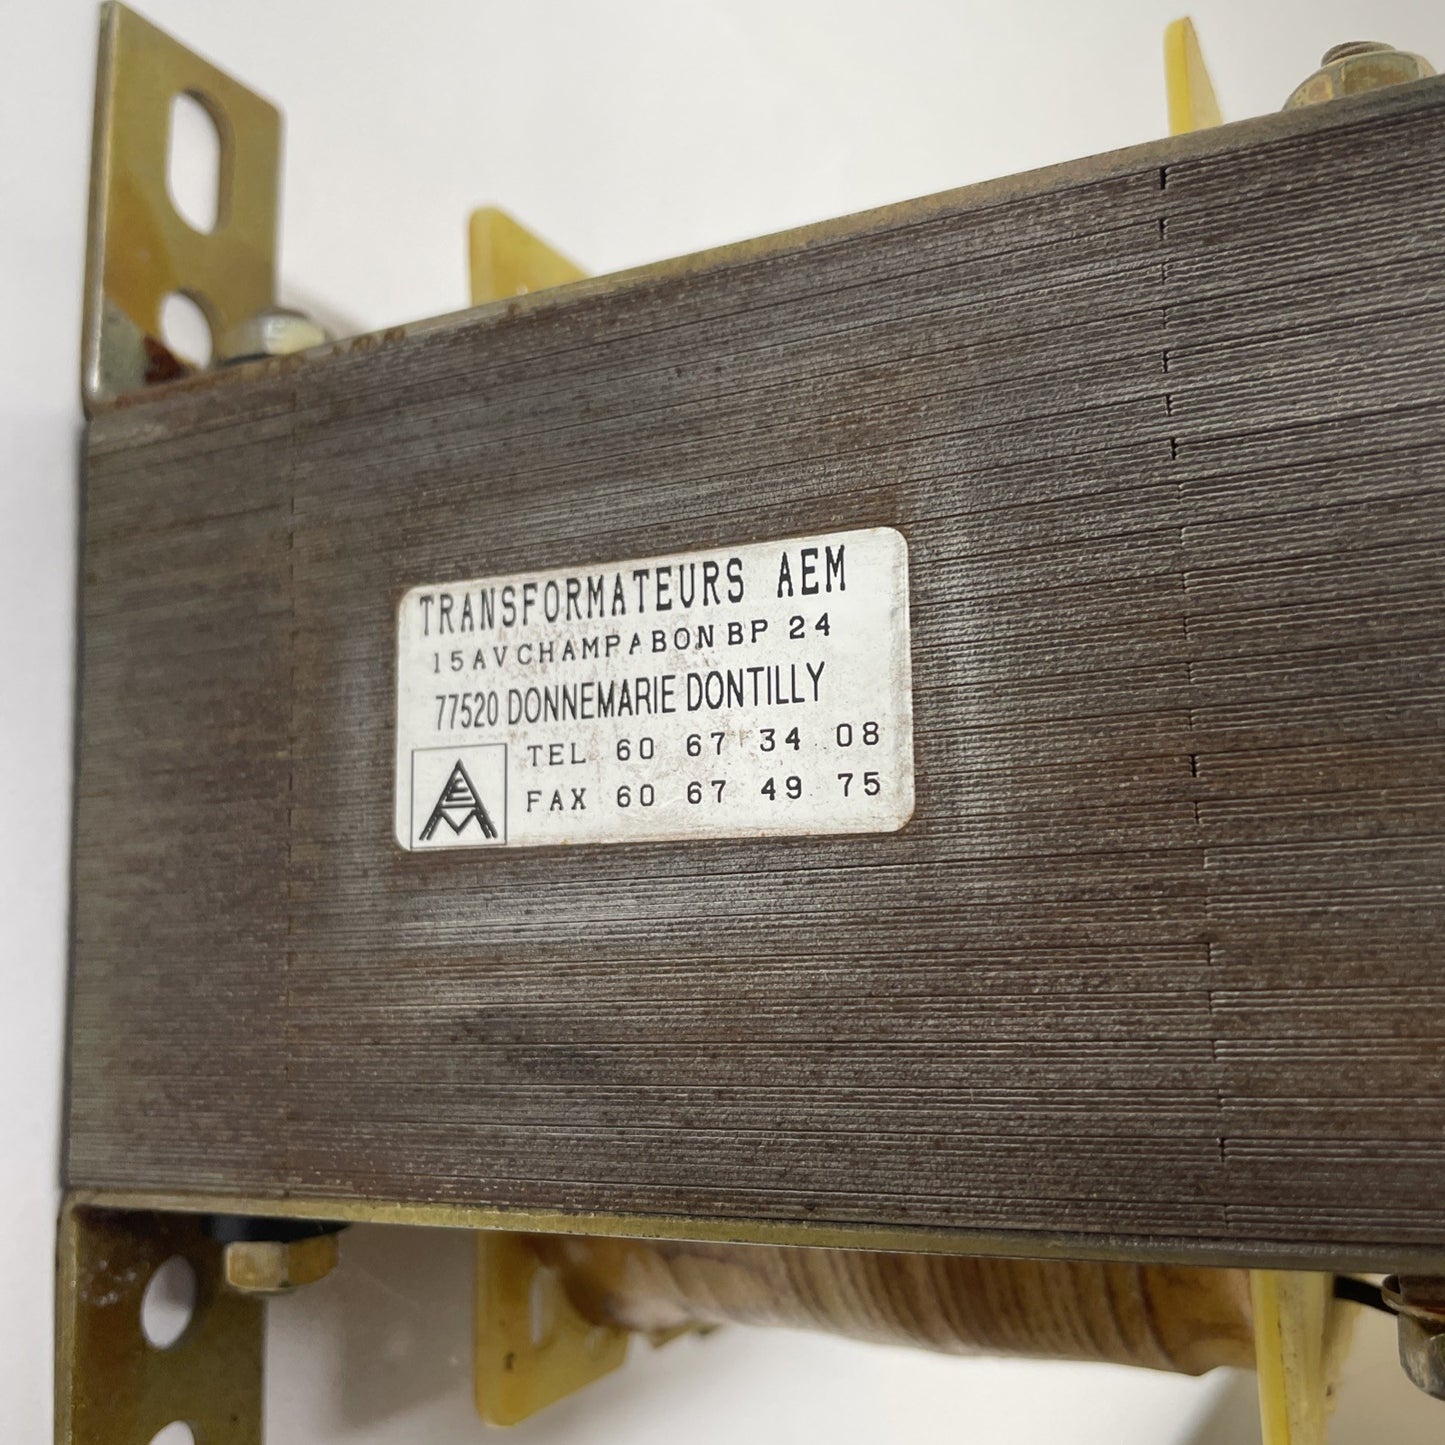 TRANSFORMATEURS AEM
15 AV CHAMPABON BP 24
77520 DONNEMARIE DONTILLY
TEL 60 67 34 08
FAX 60 67 49 75
AEM